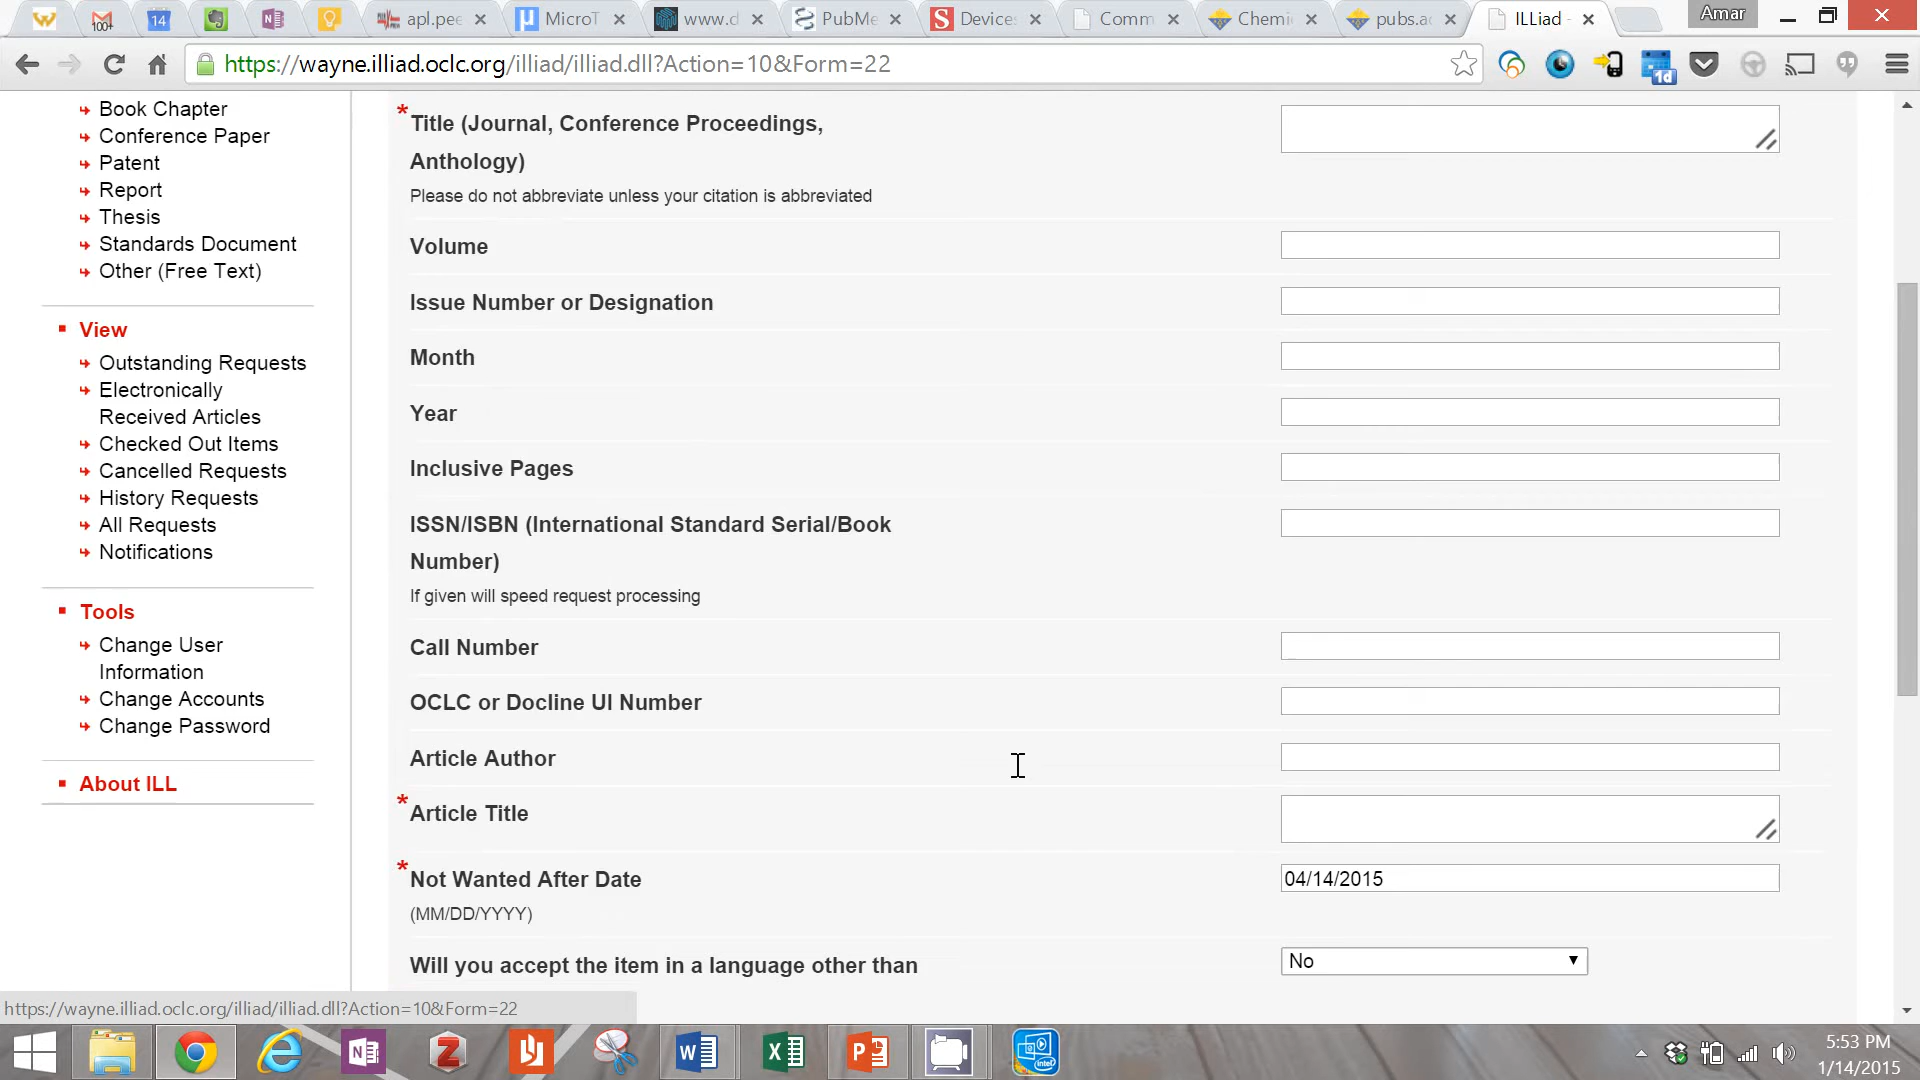 100+
14
apl.pee
MicroT
www.d
PubMe
Devices
Comm
Chemi
pubs.ac
ILLiad -
Amar
https://wayne.illiad.oclc.org/illiad/illiad.dll?Action=10&Form=22
1d
Book Chapter
Conference Paper
Patent
Report
Thesis
Standards Document
Other (Free Text)
View
Outstanding Requests
Electronically
Received Articles
Checked Out Items
Cancelled Requests
History Requests
All Requests
Notifications
Tools
Change User
Information
Change Accounts
Change Password
About ILL
* Title (Journal, Conference Proceedings,
Anthology)
Please do not abbreviate unless your citation is abbreviated
Volume
Issue Number or Designation
Month
Year
Inclusive Pages
ISSN/ISBN (International Standard Serial/Book
Number)
If given will speed request processing
Call Number
OCLC or Docline UI Number
Article Author
* Article Title
* Not Wanted After Date
04/14/2015
(MM/DD/YYYY)
Will you accept the item in a language other than
No
https://wayne.illiad.oclc.org/illiad/illiad.dll?Action=10&Form=22
5:53 PM
1/14/2015